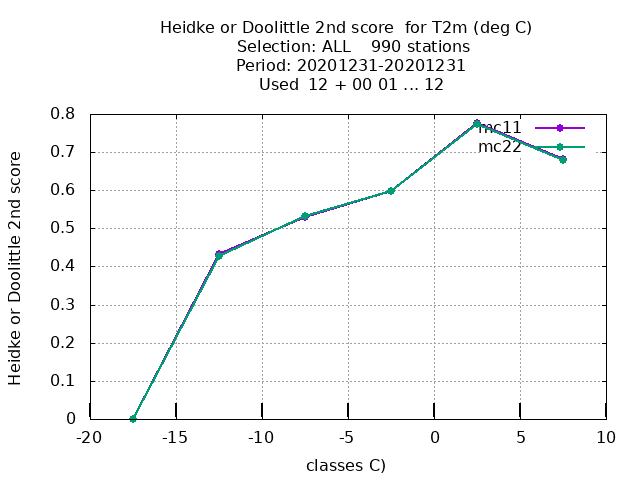 Heidke or Doolittle 2nd score  for T2m (deg C)
Selection: ALL    990 stations
Period: 20201231-20201231
Used  12 + 00 01 ... 12
mc11
mc22
Heidke or Doolittle 2nd score
0.8
0.7
0.6
0.5
0.4
0.3
0.2
0.1
0
-20 -15 -10 -5 0 5 10
classes C)